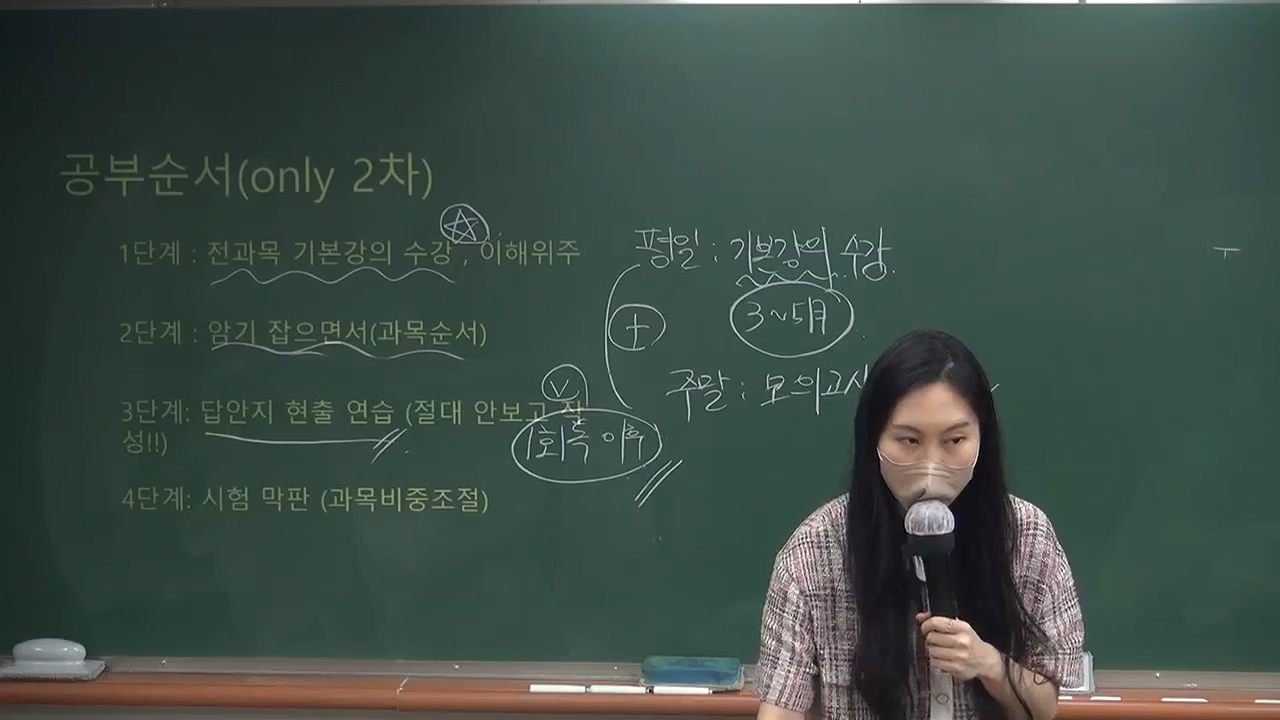 공부순서(only 2차)
1단계 : 전과목 기본강의 수강 , 이해위주
2단계 : 암기 잡으면서(과목순서)
3단계: 답안지 현출 연습 (절대 안보고 작
성!!)
4단계: 시험 막판 (과목비중조절)
평일 : 기본강의 수강.
3~5月
+
주말 : 모의고사
V
1회독 이후